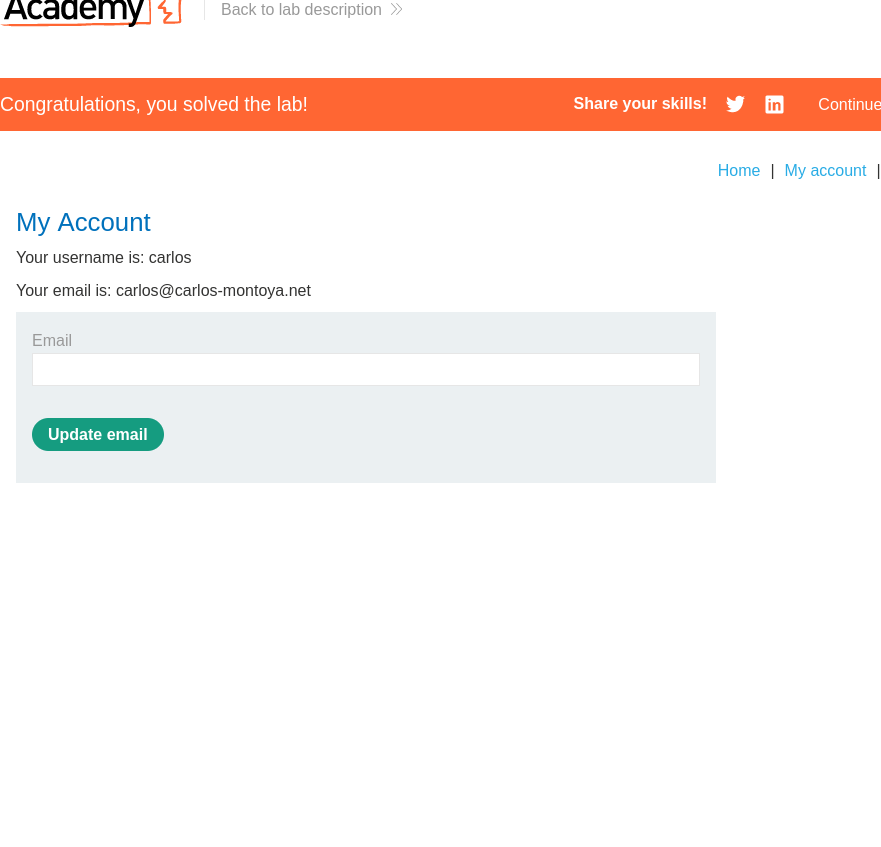 Academy
Back to lab description
Congratulations, you solved the lab!
Share your skills!
Continue
Home | My account |
My Account
Your username is: carlos
Your email is: carlos@carlos-montoya.net
Email
Update email